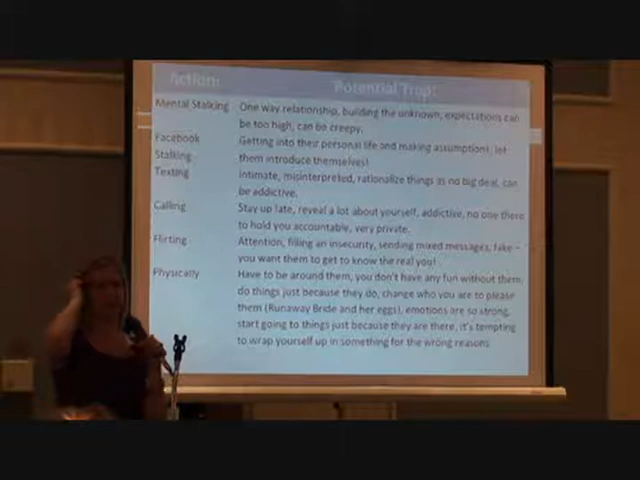 Action: Potential Trap:
Mental Stalking One way relationship, building the unknown, expectations can
be too high, can be creepy.
Facebook Getting into their personal life and making assumptions, let
Stalking them introduce themselves!
Texting Intimate, misinterpreted, rationalize things as no big deal, can
be addictive.
Calling Stay up late, reveal a lot about yourself, addictive, no one there
to hold you accountable, very private.
Flirting Attention, filling an insecurity, sending mixed messages, fake –
you want them to get to know the real you!
Physically Have to be around them, you don't have any fun without them,
do things just because they do, change who you are to please
them (Runaway Bride and her eggs), emotions are so strong,
start going to things just because they are there, it's tempting
to wrap yourself up in something for the wrong reasons.